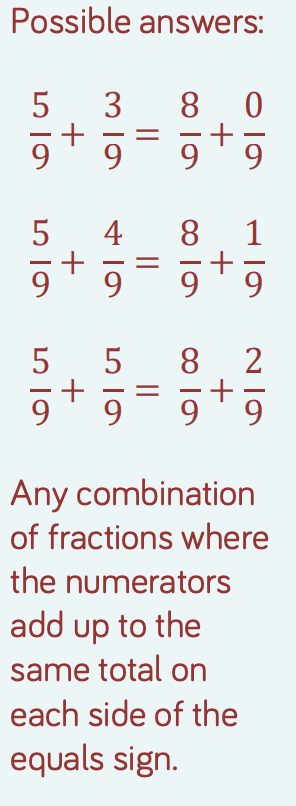 Possible answers:
5/9 + 3/9 = 8/9 + 0/9
5/9 + 4/9 = 8/9 + 1/9
5/9 + 5/9 = 8/9 + 2/9
Any combination
of fractions where
the numerators
add up to the
same total on
each side of the
equals sign.